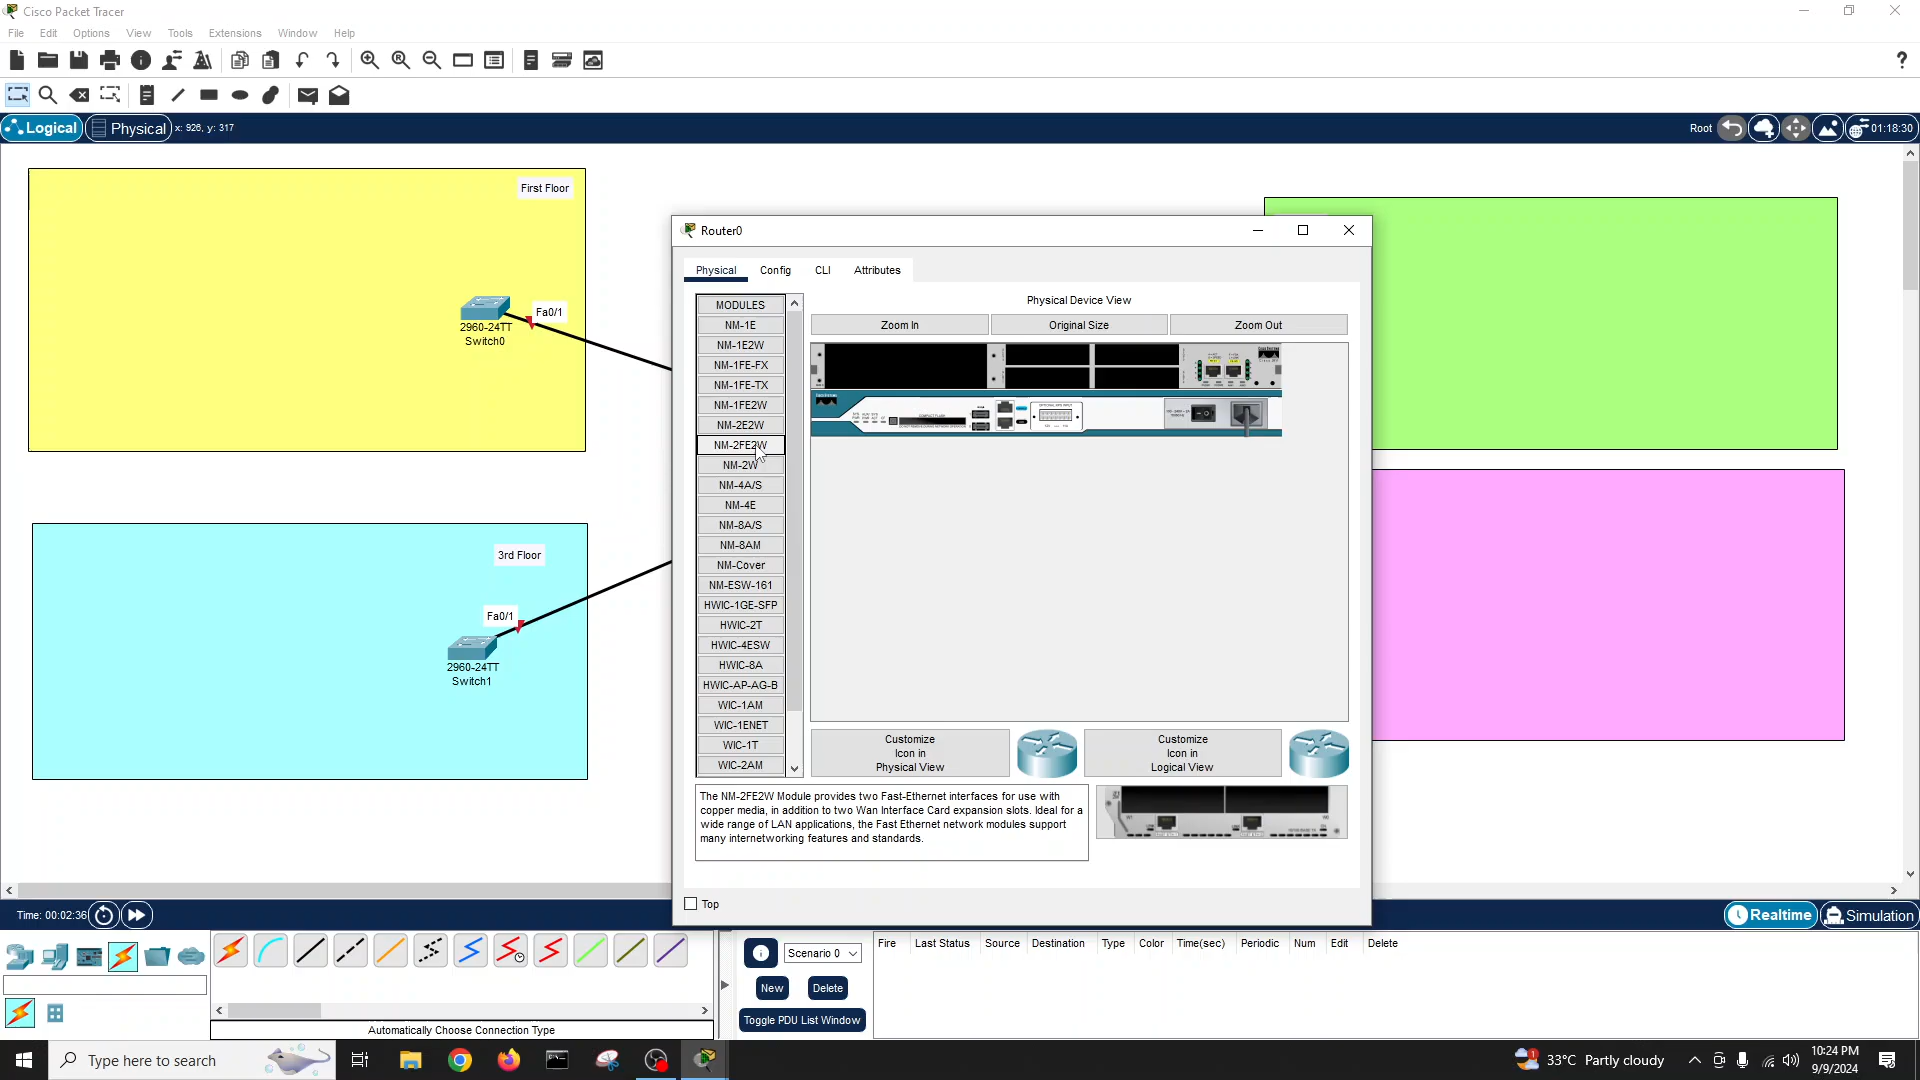 Cisco Packet Tracer
File Edit Options View Tools Extensions Window Help
Logical Physical x: 926, y: 317
Root 01:18:30
First Floor
Fa0/1
2960-24TT
Switch0
3rd Floor
Fa0/1
2960-24TT
Switch1
Router0
Physical Config CLI Attributes
MODULES
NM-1E
NM-1E2W
NM-1FE-FX
NM-1FE-TX
NM-1FE2W
NM-2E2W
NM-2FE2W
NM-2W
NM-4A/S
NM-4E
NM-8A/S
NM-8AM
NM-Cover
NM-ESW-161
HWIC-1GE-SFP
HWIC-2T
HWIC-4ESW
HWIC-8A
HWIC-AP-AG-B
WIC-1AM
WIC-1ENET
WIC-1T
WIC-2AM
Physical Device View
Zoom In Original Size Zoom Out
Customize
Icon in
Physical View
Customize
Icon in
Logical View
The NM-2FE2W Module provides two Fast-Ethernet interfaces for use with
copper media, in addition to two Wan Interface Card expansion slots. Ideal for a
wide range of LAN applications, the Fast Ethernet network modules support
many internetworking features and standards.
Top
Time: 00:02:36
Realtime Simulation
Automatically Choose Connection Type
Scenario 0
New Delete
Toggle PDU List Window
Fire Last Status Source Destination Type Color Time(sec) Periodic Num Edit Delete
Type here to search
33°C Partly cloudy
10:24 PM
9/9/2024